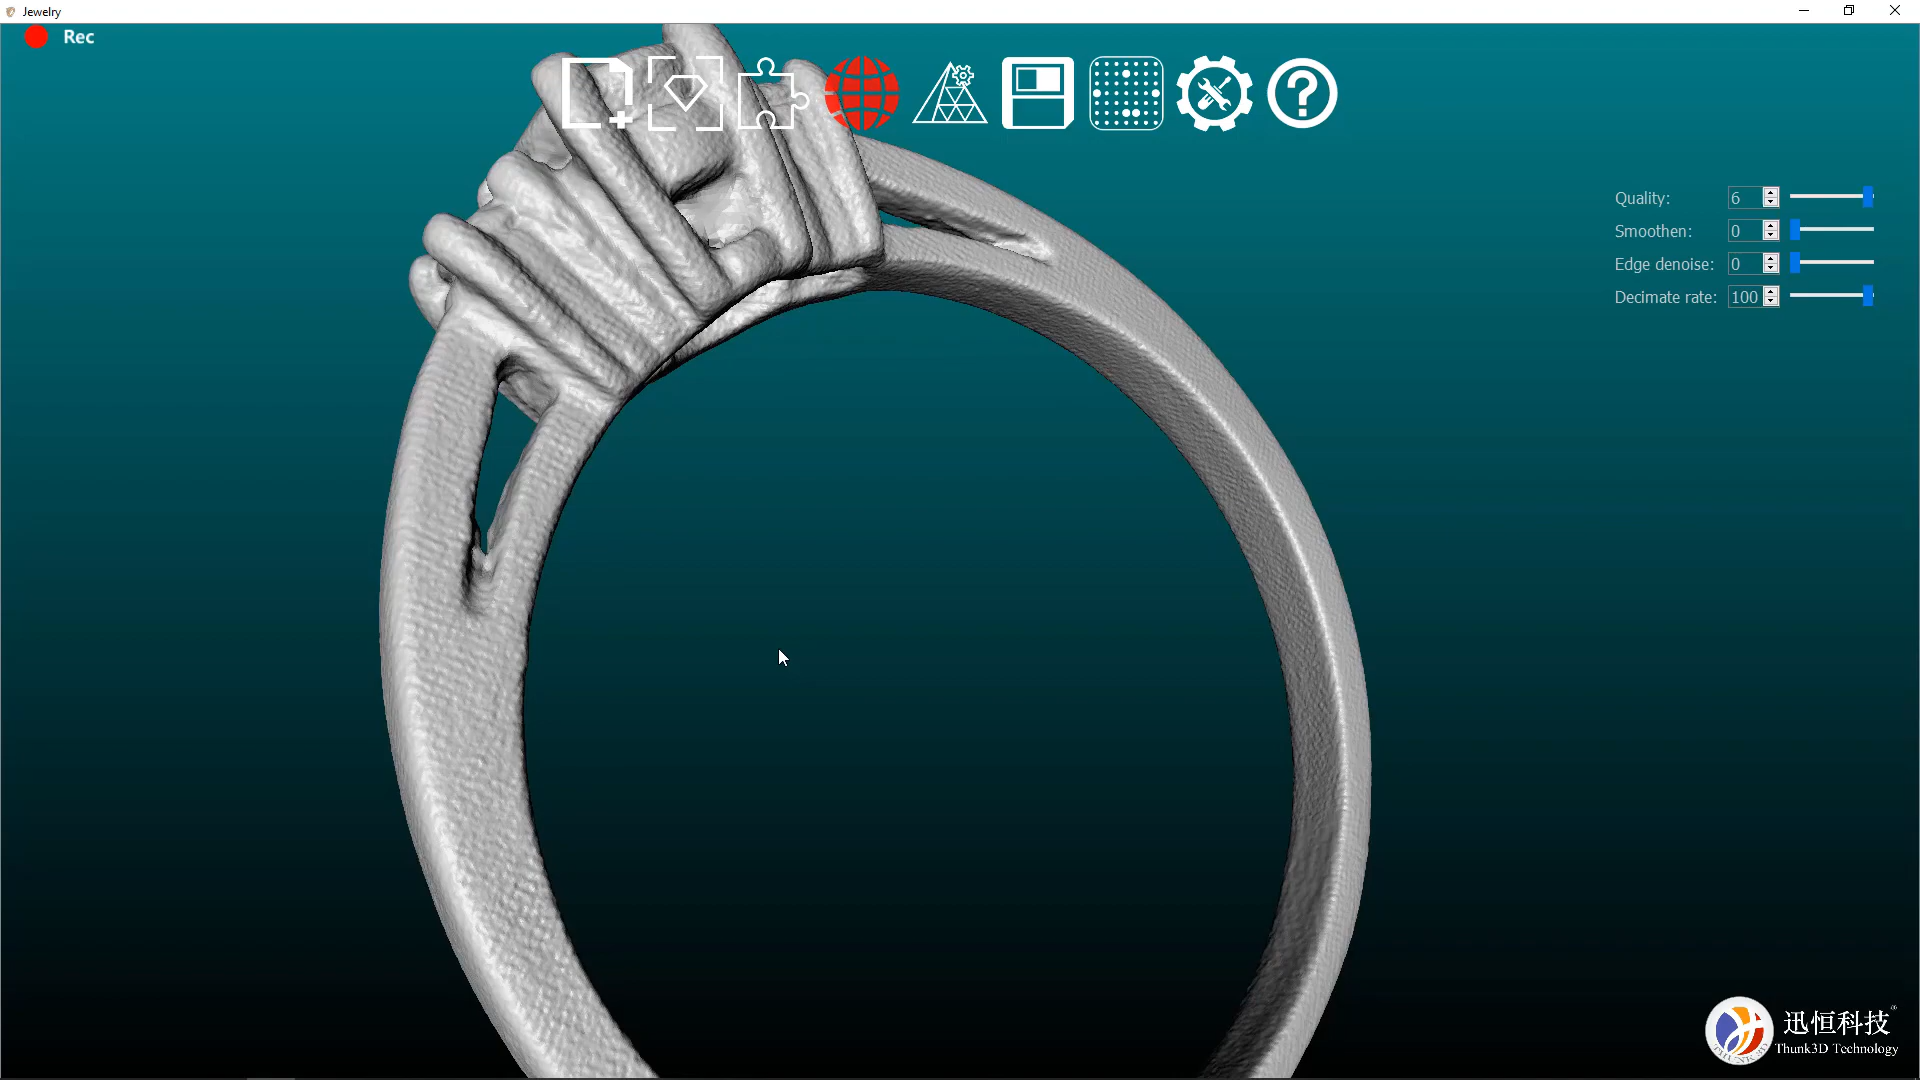 Jewelry
Rec
Quality: 6
Smoothen: 0
Edge denoise: 0
Decimate rate: 100
迅恒科技®
Thunk3D Technology